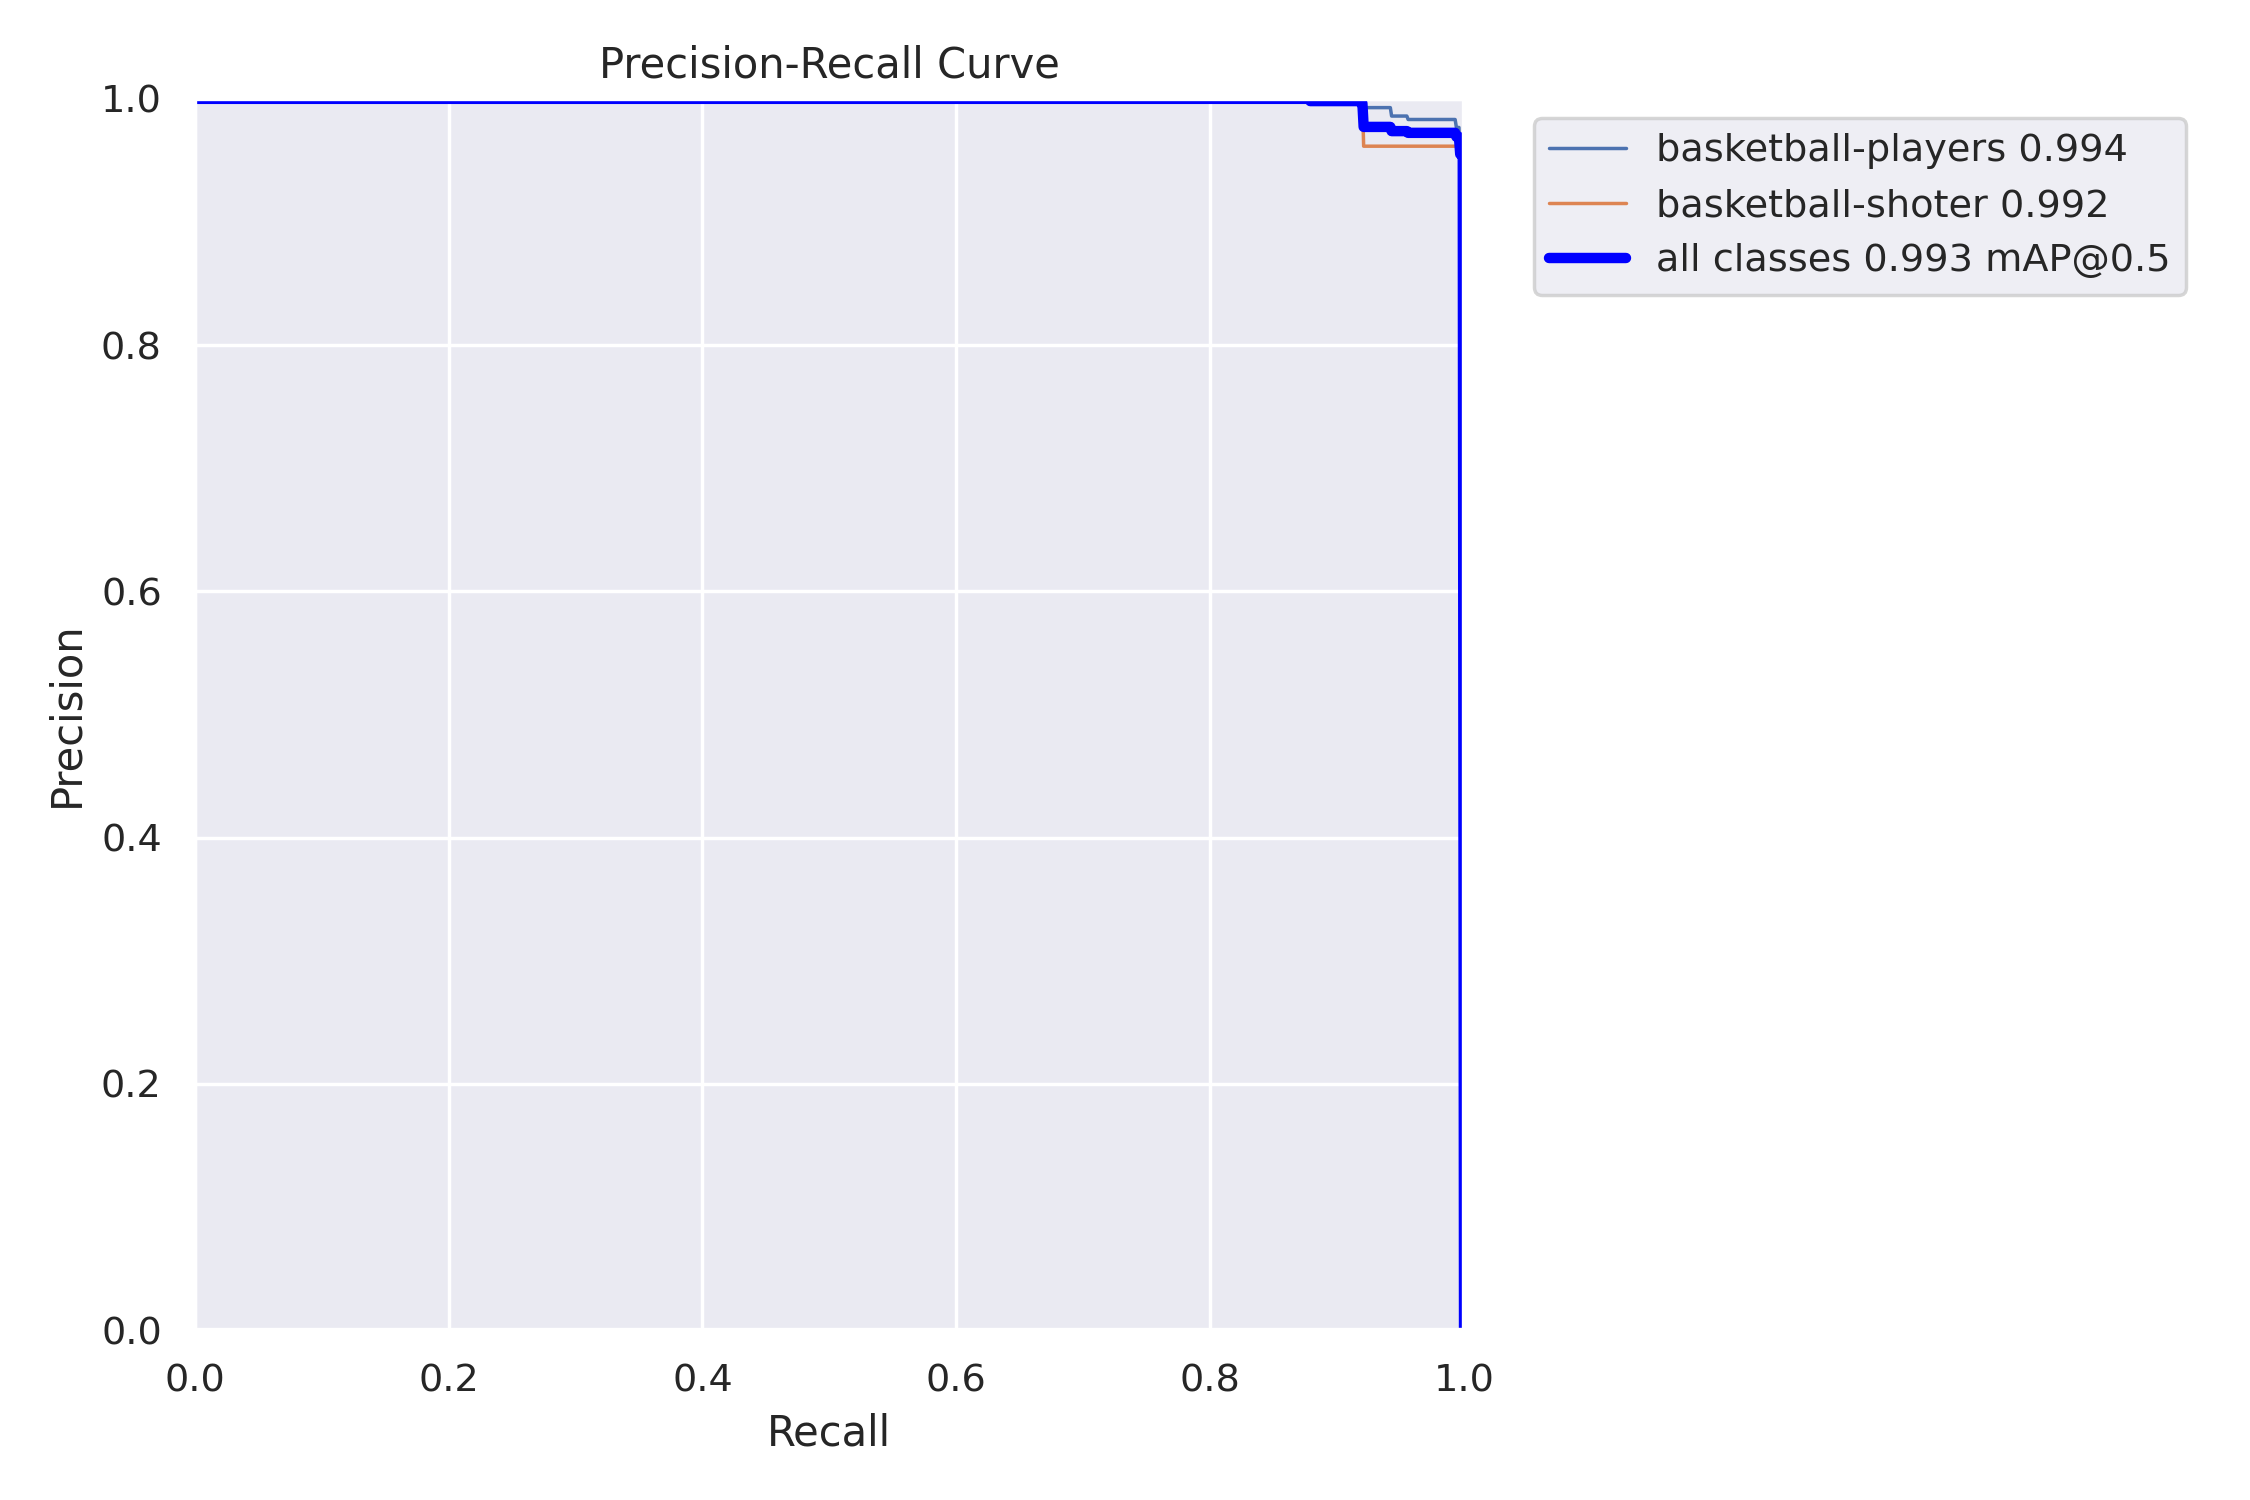 Precision-Recall Curve
1.0
0.8
0.6
0.4
0.2
0.0
Precision
0.0 0.2 0.4 0.6 0.8 1.0
Recall
basketball-players 0.994
basketball-shoter 0.992
all classes 0.993 mAP@0.5